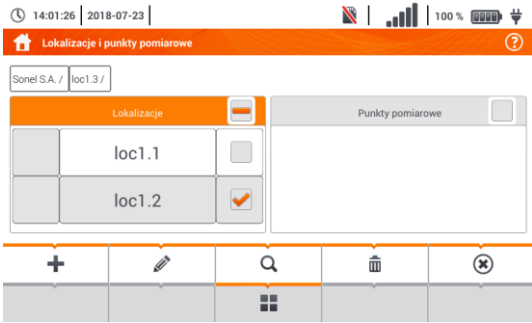 14:01:26 2018-07-23 100 %
Lokalizacje i punkty pomiarowe
Sonel S.A. / loc1.3 /
Lokalizacje Punkty pomiarowe
loc1.1
loc1.2